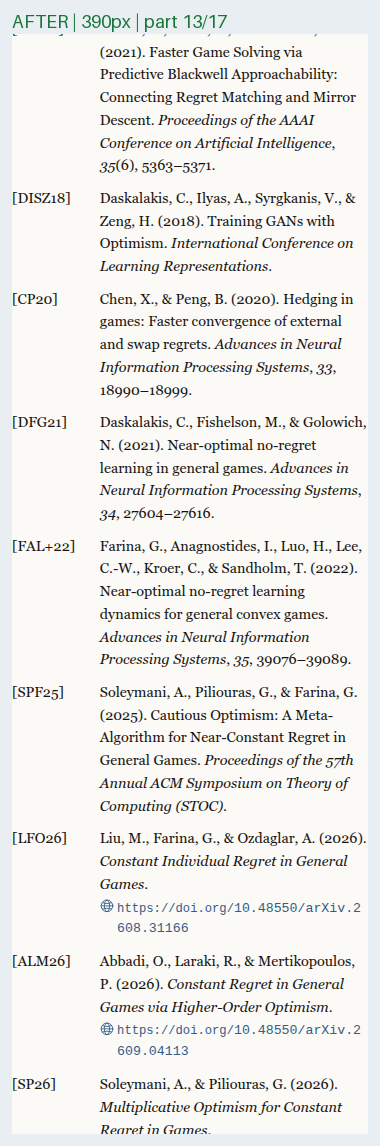 AFTER | 390px | part 13/17
(2021). Faster Game Solving via
Predictive Blackwell Approachability:
Connecting Regret Matching and Mirror
Descent. Proceedings of the AAAI
Conference on Artificial Intelligence,
35(6), 5363–5371.
[DISZ18] Daskalakis, C., Ilyas, A., Syrgkanis, V., &
Zeng, H. (2018). Training GANs with
Optimism. International Conference on
Learning Representations.
[CP20] Chen, X., & Peng, B. (2020). Hedging in
games: Faster convergence of external
and swap regrets. Advances in Neural
Information Processing Systems, 33,
18990–18999.
[DFG21] Daskalakis, C., Fishelson, M., & Golowich,
N. (2021). Near-optimal no-regret
learning in general games. Advances in
Neural Information Processing Systems,
34, 27604–27616.
[FAL+22] Farina, G., Anagnostides, I., Luo, H., Lee,
C.-W., Kroer, C., & Sandholm, T. (2022).
Near-optimal no-regret learning
dynamics for general convex games.
Advances in Neural Information
Processing Systems, 35, 39076–39089.
[SPF25] Soleymani, A., Piliouras, G., & Farina, G.
(2025). Cautious Optimism: A Meta-
Algorithm for Near-Constant Regret in
General Games. Proceedings of the 57th
Annual ACM Symposium on Theory of
Computing (STOC).
[LFO26] Liu, M., Farina, G., & Ozdaglar, A. (2026).
Constant Individual Regret in General
Games.
https://doi.org/10.48550/arXiv.2
608.31166
[ALM26] Abbadi, O., Laraki, R., & Mertikopoulos,
P. (2026). Constant Regret in General
Games via Higher-Order Optimism.
https://doi.org/10.48550/arXiv.2
609.04113
[SP26] Soleymani, A., & Piliouras, G. (2026).
Multiplicative Optimism for Constant
Regret in Games.